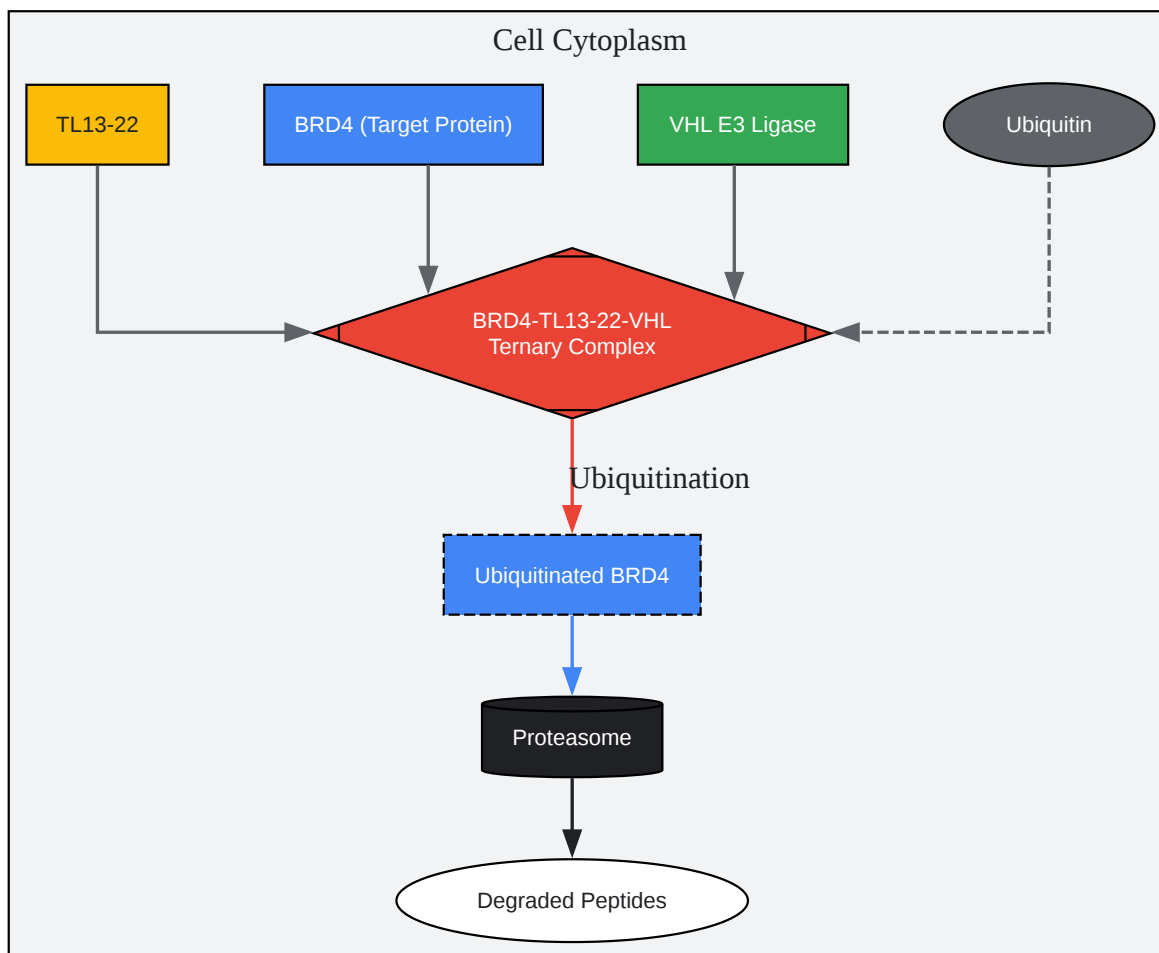 Cell Cytoplasm
TL13-22
BRD4 (Target Protein)
VHL E3 Ligase
Ubiquitin
BRD4-TL13-22-VHL
Ternary Complex
Ubiquitination
Ubiquitinated BRD4
Proteasome
Degraded Peptides